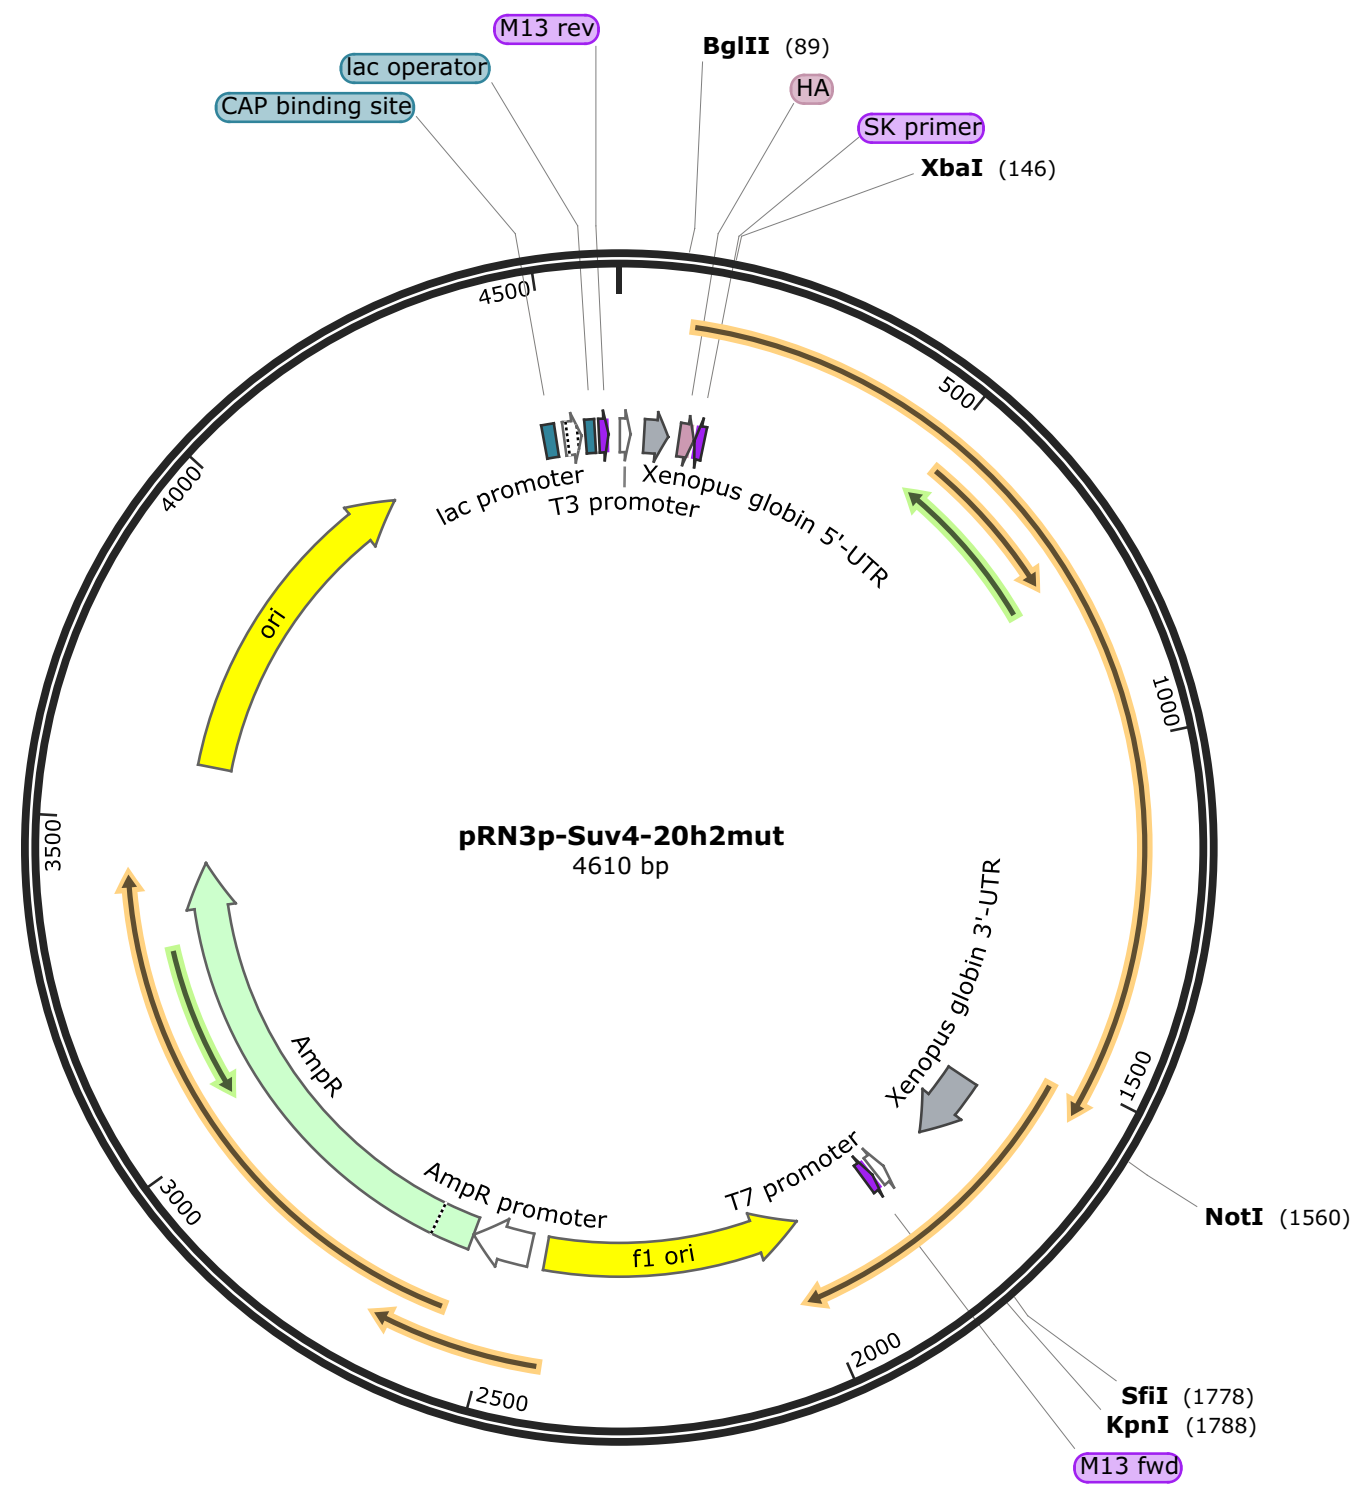 M13 rev
BglII (89)
lac operator
HA
CAP binding site
SK primer
XbaI (146)
4500
500
4000
lac promoter
T3 promoter
Xenopus globin 5'-UTR
ori
1000
3500
pRN3p-Suv4-20h2mut
4610 bp
Xenopus globin 3'-UTR
AmpR
1500
T7 promoter
AmpR promoter
3000
NotI (1560)
f1 ori
2000
2500
SfiI (1778)
KpnI (1788)
M13 fwd